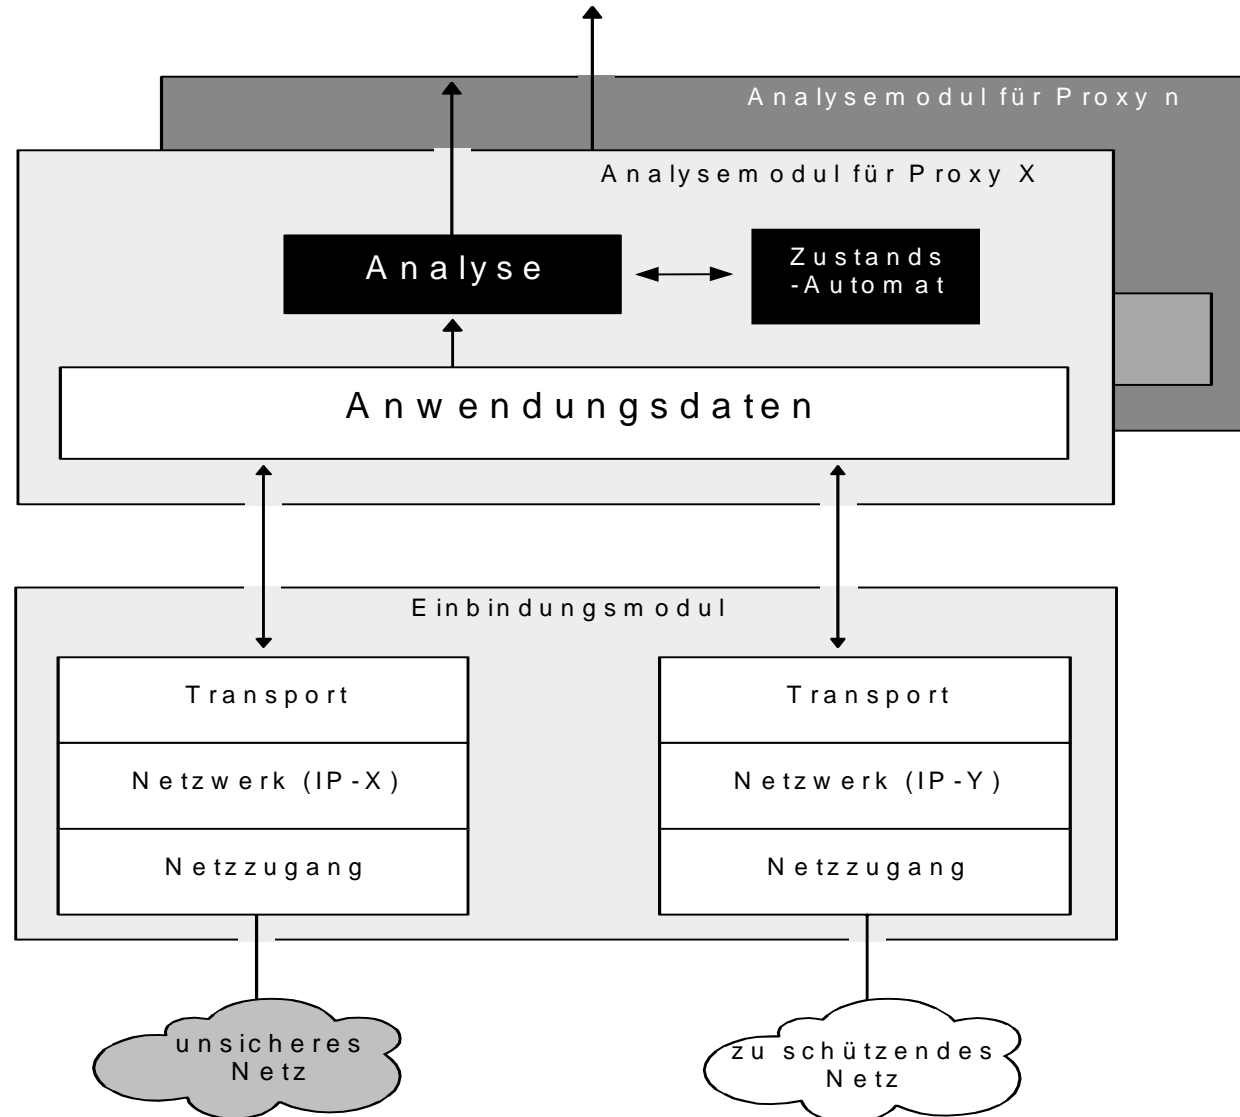 Analysemodul für Proxy n
Analysemodul für Proxy X
Analyse
Zustands
-Automat
Anwendungsdaten
Einbindungsmodul
Transport
Transport
Netzwerk (IP-X)
Netzwerk (IP-Y)
Netzzugang
Netzzugang
unsicheres
Netz
zu schützendes
Netz